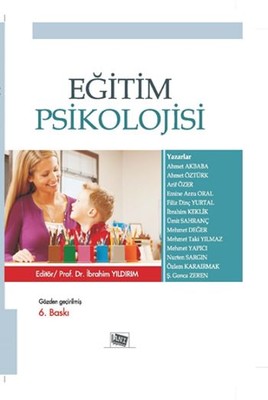 EĞİTİM
PSİKOLOJİSİ
Yazarlar
Ahmet AKBABA
Ahmet ÖZTÜRK
Arif ÖZER
Emine Arzu ORAL
Filiz Dinç YURTAL
İbrahim KEKLİK
Ümit SAHRANÇ
Mehmet DEĞER
Mehmet Taki YILMAZ
Mehmet YAPICI
Nurten SARGIN
Özlem KARAIRMAK
Ş. Gonca ZEREN
Editör/ Prof. Dr. İbrahim YILDIRIM
Gözden geçirilmiş
6. Baskı